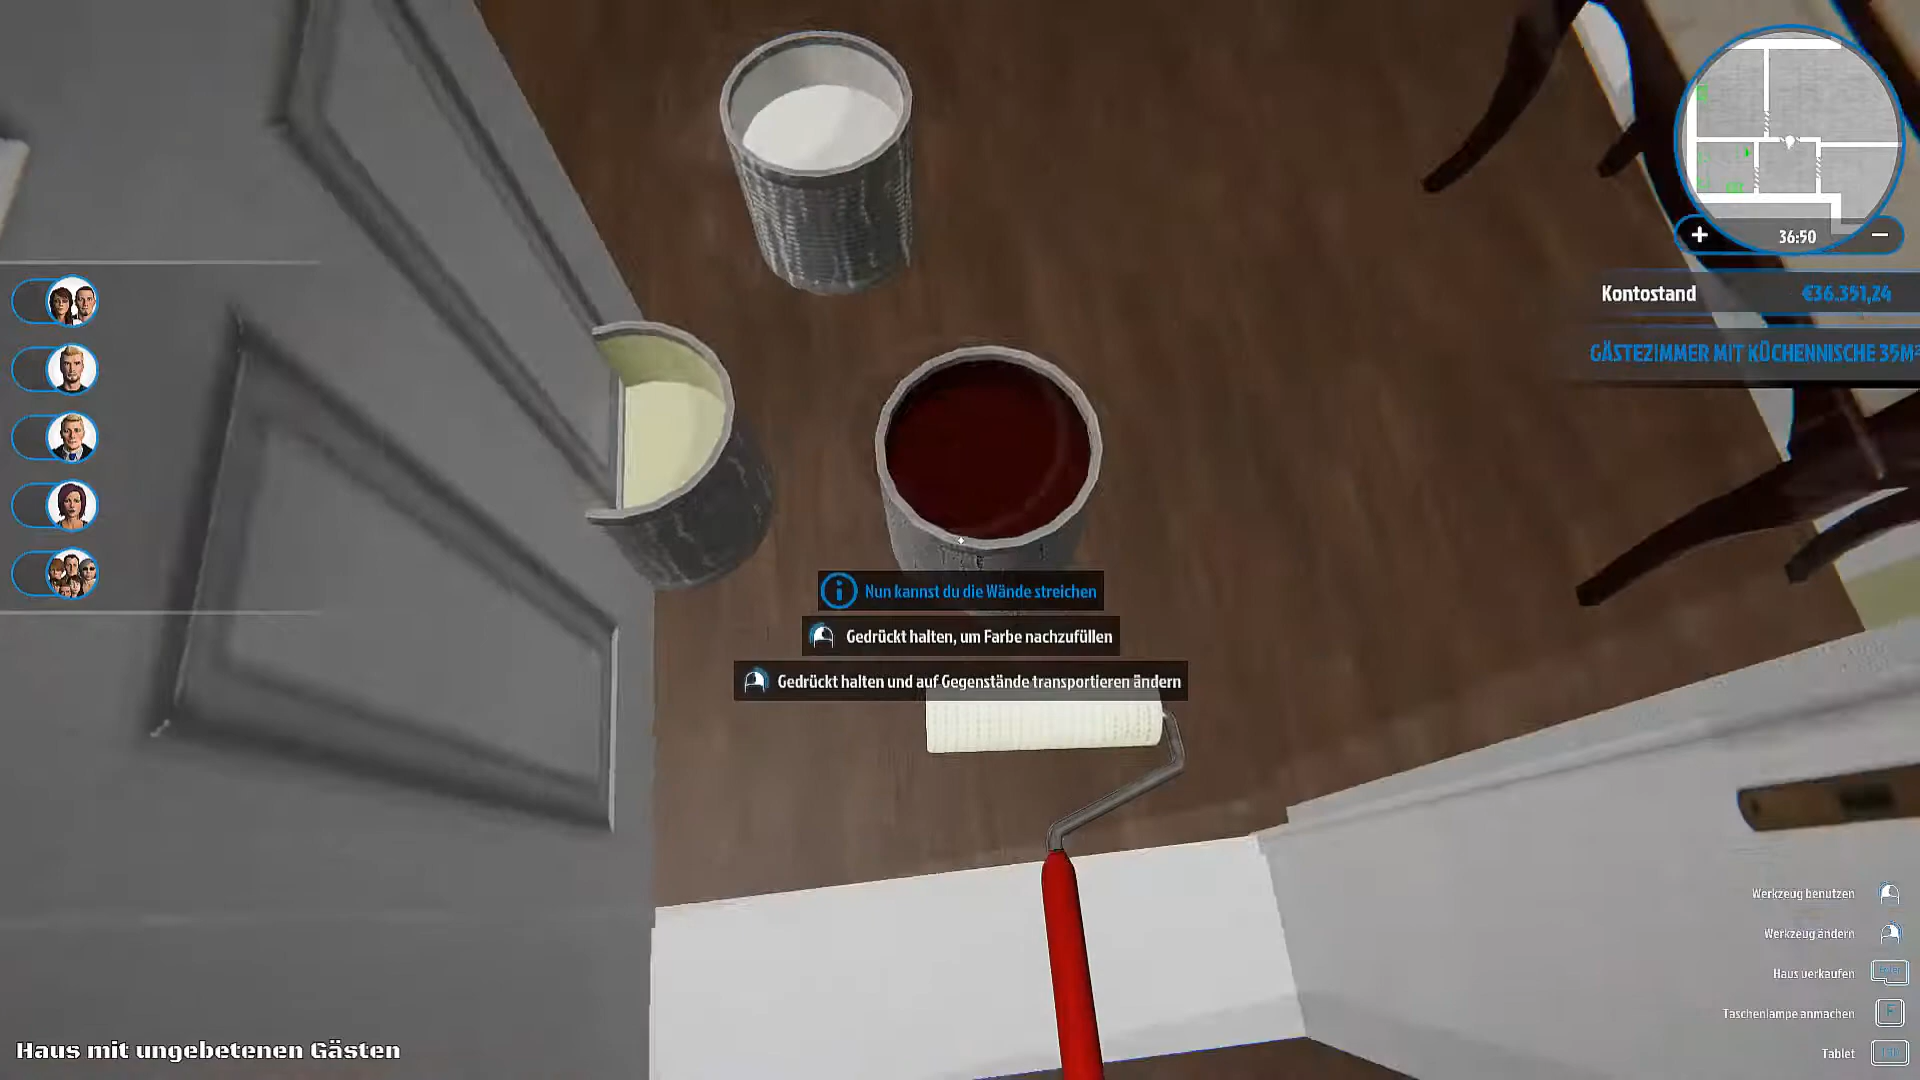 + 36:50 −
Kontostand €36.351,24
GÄSTEZIMMER MIT KÜCHENNISCHE 35M²
Nun kannst du die Wände streichen
Gedrückt halten, um Farbe nachzufüllen
Gedrückt halten und auf Gegenstände transportieren ändern
Werkzeug benutzen
Werkzeug ändern
Haus verkaufen
Taschenlampe anmachen F
Tablet
Haus mit ungebetenen Gästen